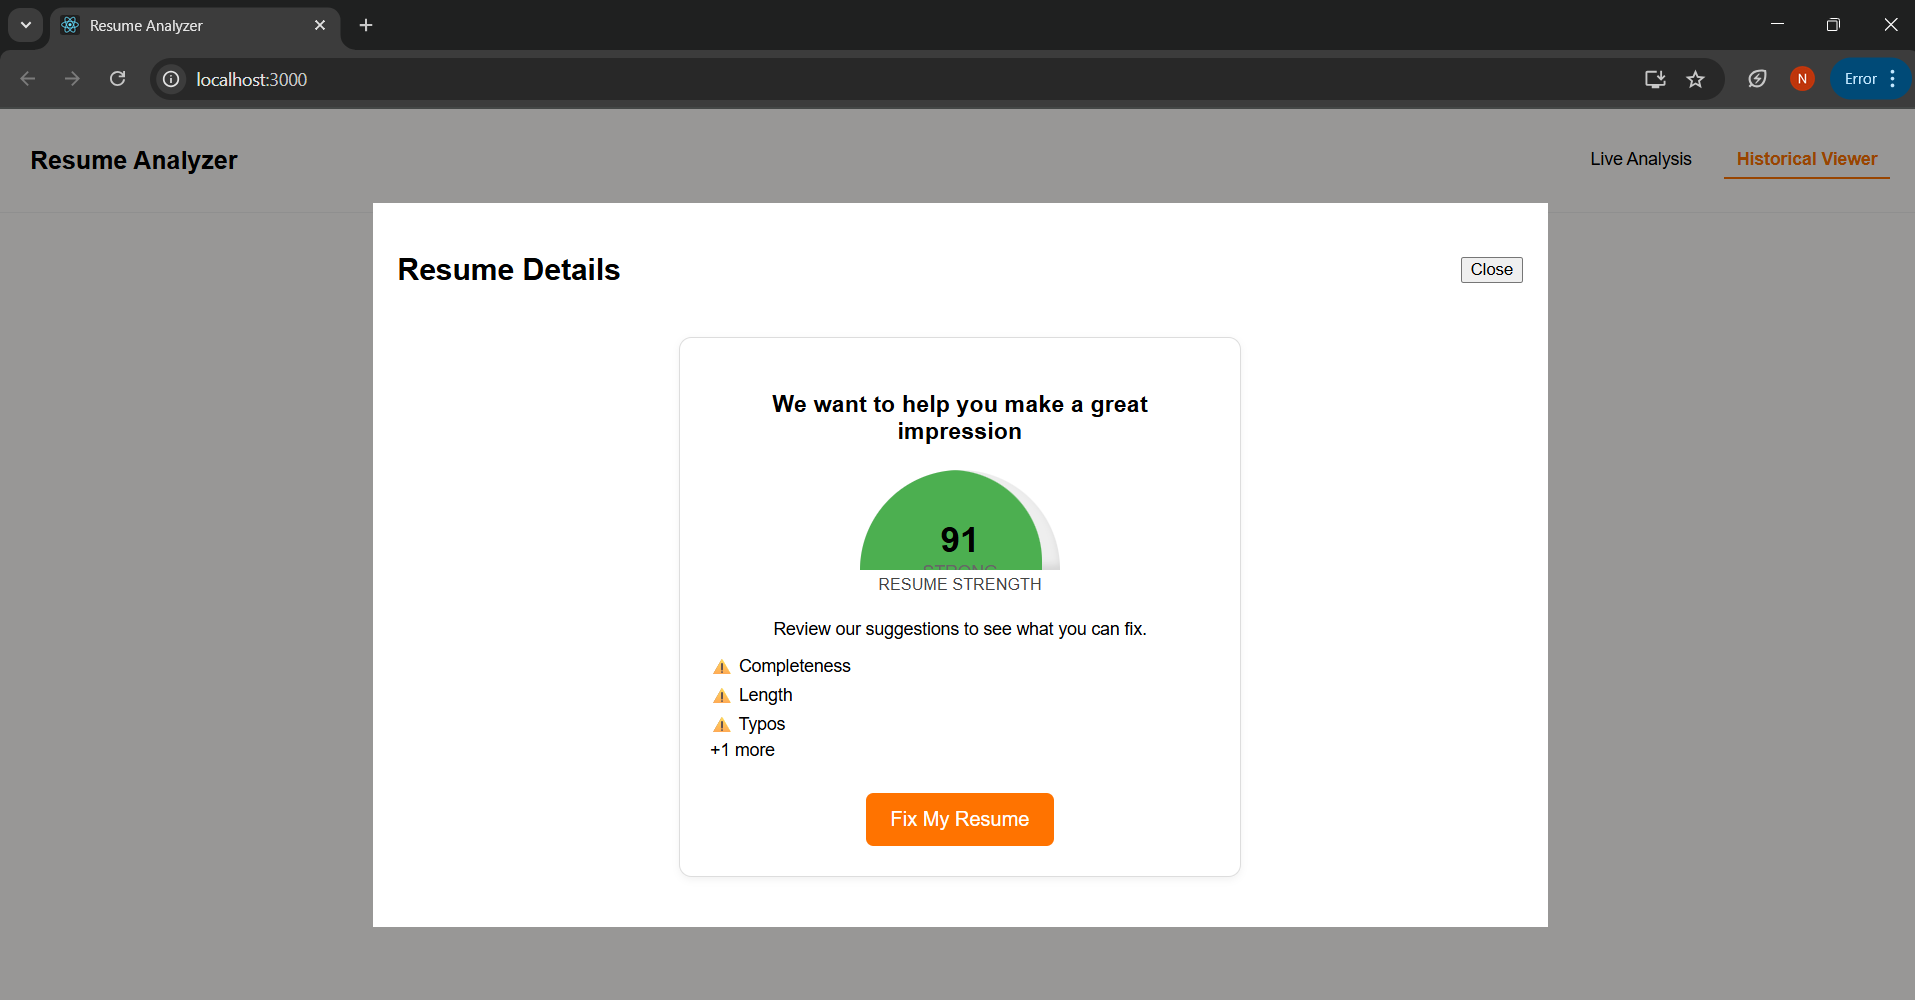 Resume Analyzer
localhost:3000
N
Error
Resume Analyzer
Live Analysis
Historical Viewer
Resume Details
Close
We want to help you make a great
impression
91
STRONG
RESUME STRENGTH
Review our suggestions to see what you can fix.
Completeness
Length
Typos
+1 more
Fix My Resume